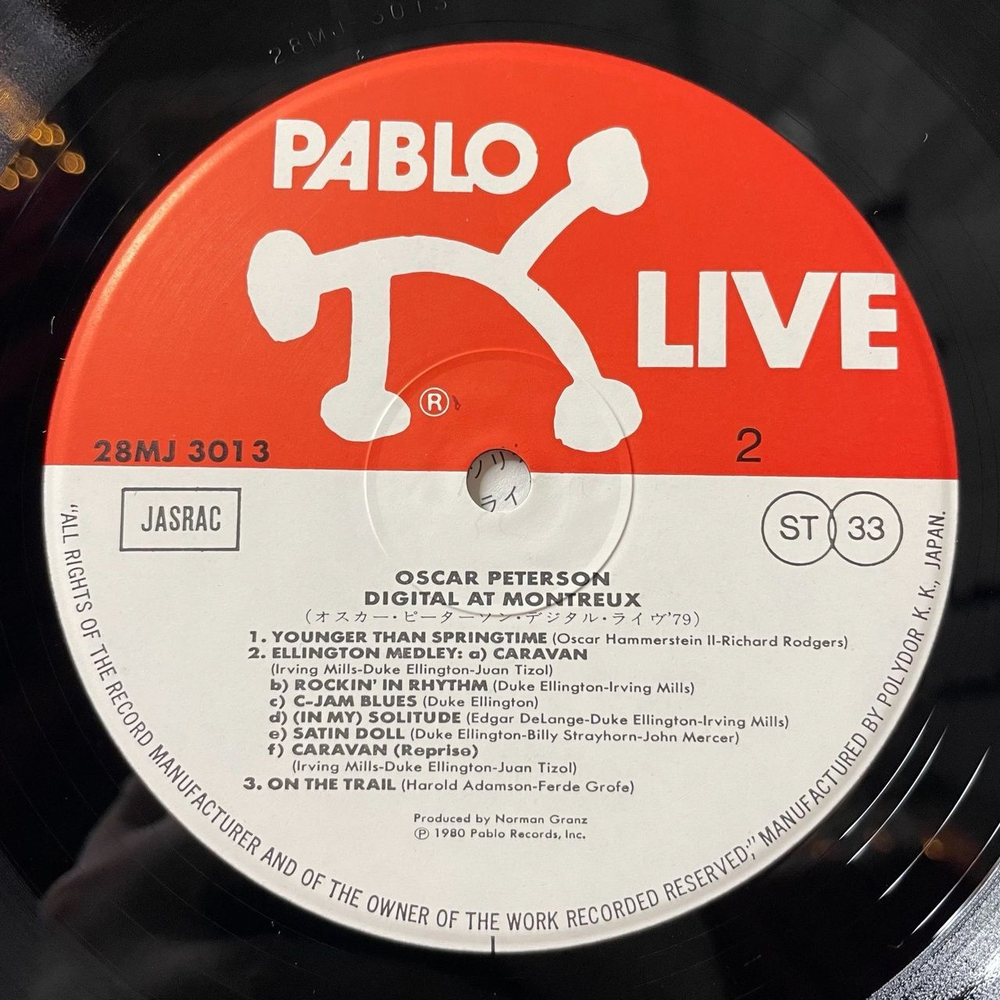 28MJ 3013
PABLO
LIVE
®
28MJ 3013
2
JASRAC
ST 33
OSCAR PETERSON
DIGITAL AT MONTREUX
(オスカー・ピーターソン・デジタル・ライヴ'79)
1. YOUNGER THAN SPRINGTIME (Oscar Hammerstein II-Richard Rodgers)
2. ELLINGTON MEDLEY: a) CARAVAN
(Irving Mills-Duke Ellington-Juan Tizol)
b) ROCKIN' IN RHYTHM (Duke Ellington-Irving Mills)
c) C-JAM BLUES (Duke Ellington)
d) (IN MY) SOLITUDE (Edgar DeLange-Duke Ellington-Irving Mills)
e) SATIN DOLL (Duke Ellington-Billy Strayhorn-John Mercer)
f) CARAVAN (Reprise)
(Irving Mills-Duke Ellington-Juan Tizol)
3. ON THE TRAIL (Harold Adamson-Ferde Grofe)
Produced by Norman Granz
Ⓟ 1980 Pablo Records, Inc.
"ALL RIGHTS OF THE RECORD MANUFACTURER AND OF THE OWNER OF THE WORK RECORDED RESERVED;" MANUFACTURED BY POLYDOR K. K., JAPAN.